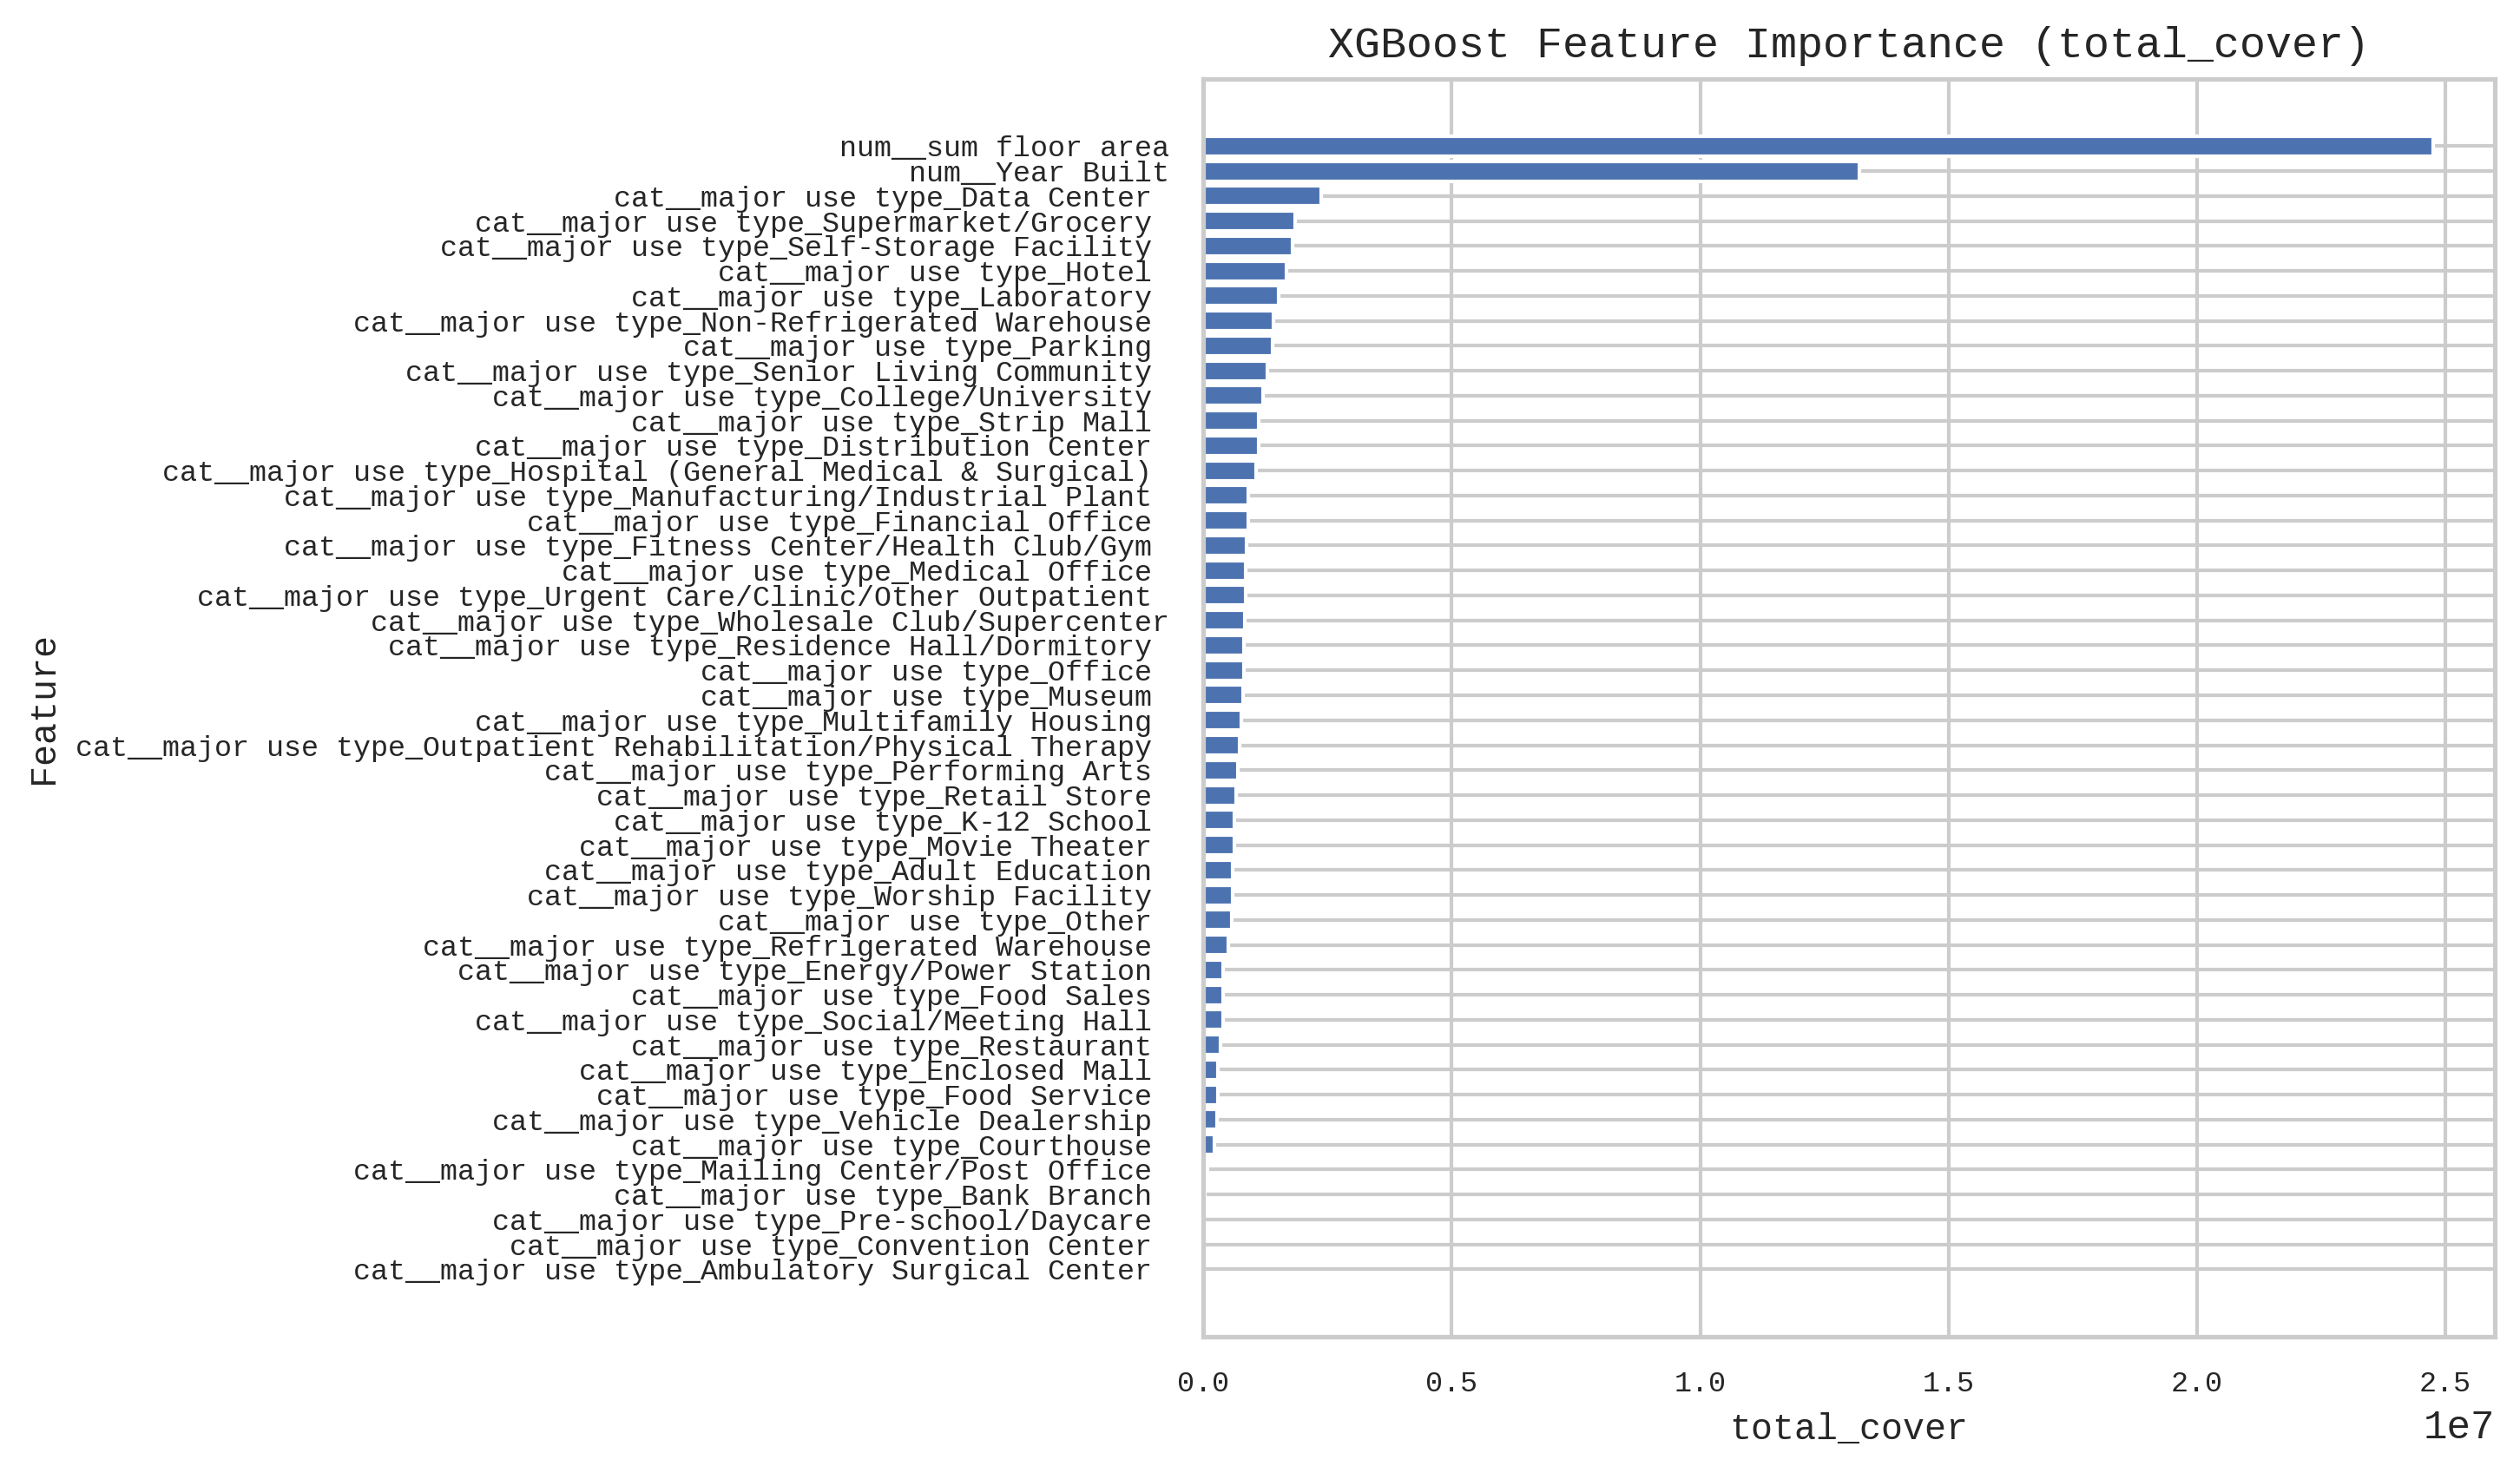 XGBoost Feature Importance (total_cover)
num__sum floor area
num__Year Built
cat__major use type_Data Center
cat__major use type_Supermarket/Grocery
cat__major use type_Self-Storage Facility
cat__major use type_Hotel
cat__major use type_Laboratory
cat__major use type_Non-Refrigerated Warehouse
cat__major use type_Parking
cat__major use type_Senior Living Community
cat__major use type_College/University
cat__major use type_Strip Mall
cat__major use type_Distribution Center
cat__major use type_Hospital (General Medical & Surgical)
cat__major use type_Manufacturing/Industrial Plant
cat__major use type_Financial Office
cat__major use type_Fitness Center/Health Club/Gym
cat__major use type_Medical Office
cat__major use type_Urgent Care/Clinic/Other Outpatient
cat__major use type_Wholesale Club/Supercenter
cat__major use type_Residence Hall/Dormitory
cat__major use type_Office
cat__major use type_Museum
cat__major use type_Multifamily Housing
cat__major use type_Outpatient Rehabilitation/Physical Therapy
cat__major use type_Performing Arts
cat__major use type_Retail Store
cat__major use type_K-12 School
cat__major use type_Movie Theater
cat__major use type_Adult Education
cat__major use type_Worship Facility
cat__major use type_Other
cat__major use type_Refrigerated Warehouse
cat__major use type_Energy/Power Station
cat__major use type_Food Sales
cat__major use type_Social/Meeting Hall
cat__major use type_Restaurant
cat__major use type_Enclosed Mall
cat__major use type_Food Service
cat__major use type_Vehicle Dealership
cat__major use type_Courthouse
cat__major use type_Mailing Center/Post Office
cat__major use type_Bank Branch
cat__major use type_Pre-school/Daycare
cat__major use type_Convention Center
cat__major use type_Ambulatory Surgical Center
Feature
0.0 0.5 1.0 1.5 2.0 2.5
total_cover
1e7